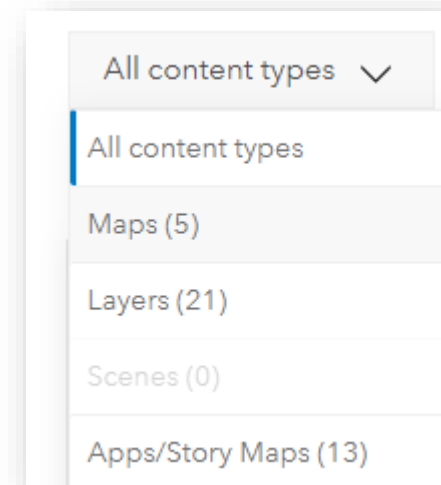 All content types
All content types
Maps (5)
Layers (21)
Scenes (0)
Apps/Story Maps (13)